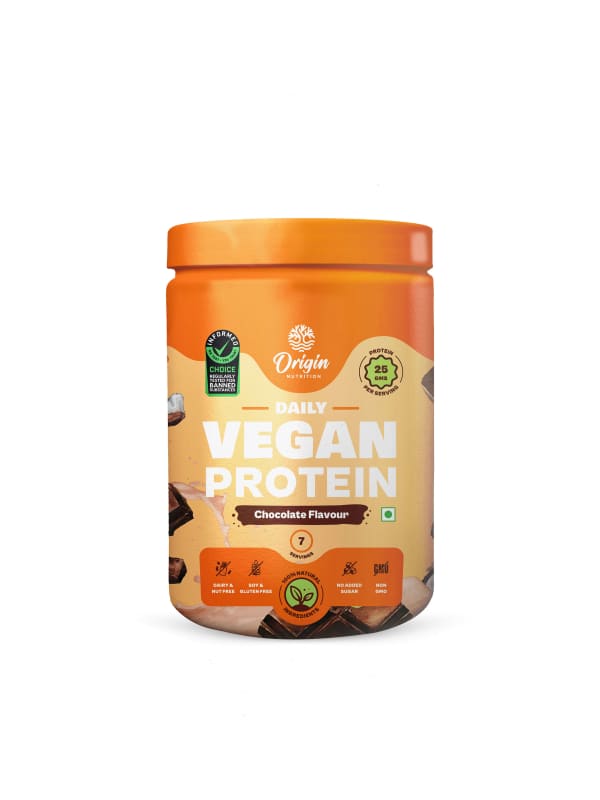 INFORMED
CHOICE
REGULARLY
TESTED FOR
BANNED
SUBSTANCES
Origin
NUTRITION
PROTEIN
25
GMS
PER SERVING
DAILY
VEGAN
PROTEIN
Chocolate Flavour
7
SERVINGS
DAIRY &
NUT FREE
SOY &
GLUTEN FREE
100% NATURAL
INGREDIENTS
NO ADDED
SUGAR
GMO
NON
GMO